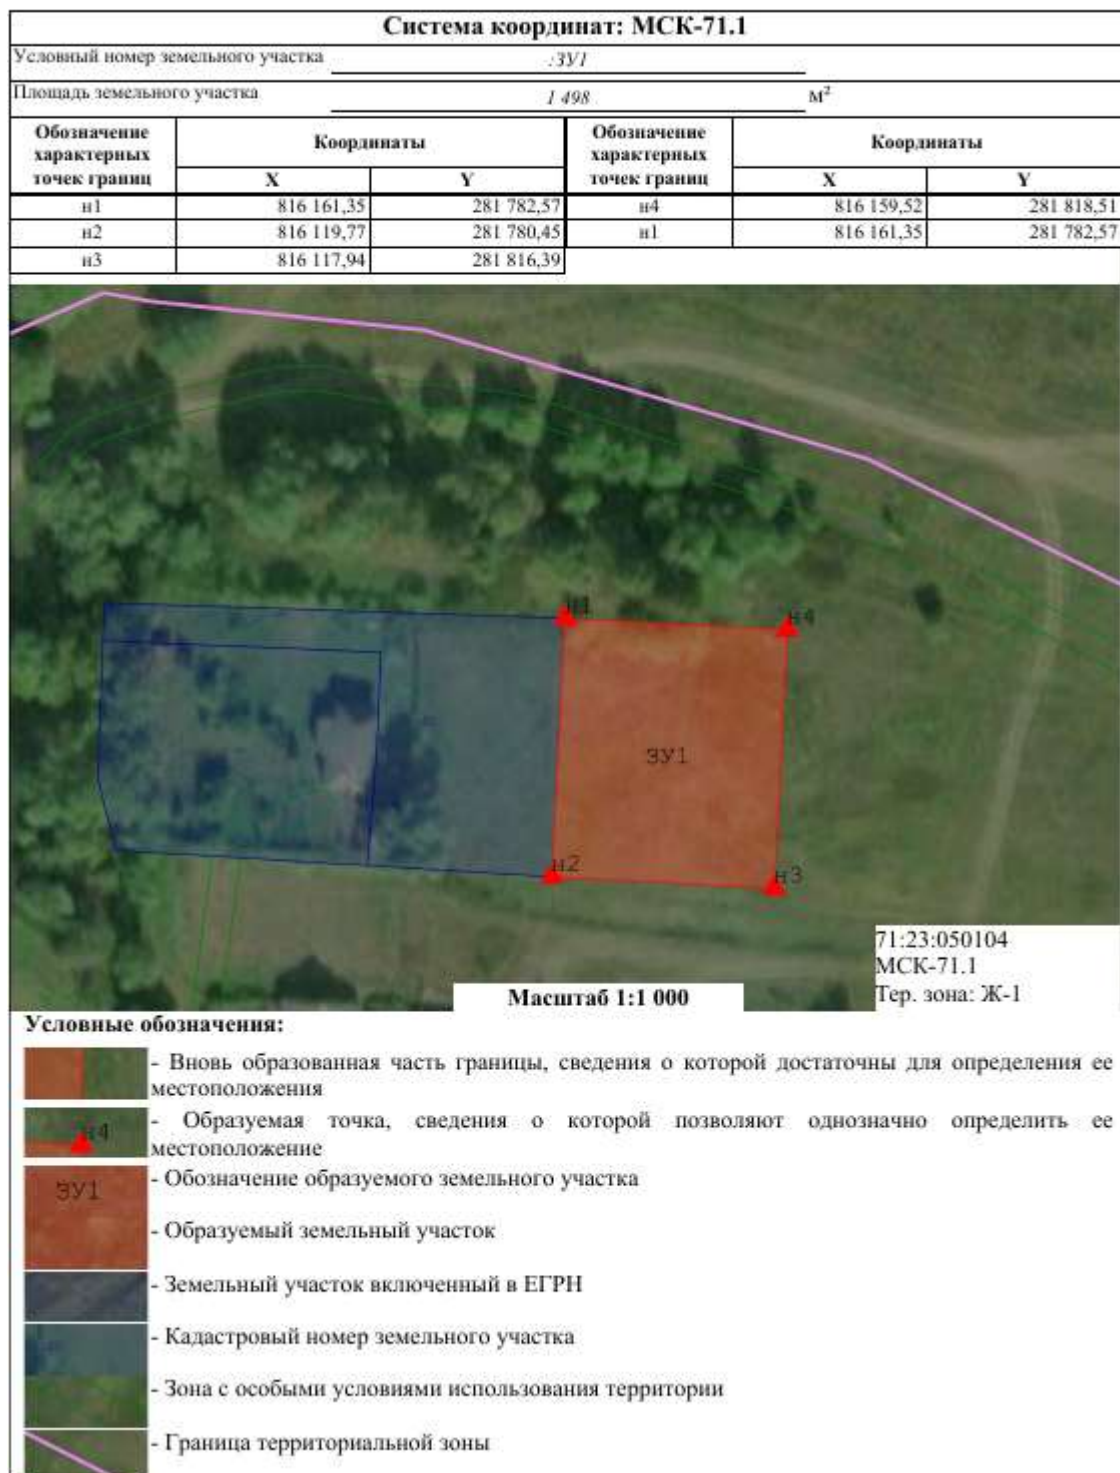 Система координат: МСК-71.1
Условный номер земельного участка :ЗУ1
Площадь земельного участка 1 498 м²
Обозначение характерных точек границ Координаты Обозначение характерных точек границ Координаты
X Y X Y
н1 816 161,35 281 782,57 н4 816 159,52 281 818,51
н2 816 119,77 281 780,45 н1 816 161,35 281 782,57
н3 816 117,94 281 816,39
н1
н4
ЗУ1
н2
н3
71:23:050104
МСК-71.1
Тер. зона: Ж-1
Масштаб 1:1 000
Условные обозначения:
- Вновь образованная часть границы, сведения о которой достаточны для определения ее
местоположения
н4
- Образуемая точка, сведения о которой позволяют однозначно определить ее
местоположение
ЗУ1
- Обозначение образуемого земельного участка
- Образуемый земельный участок
- Земельный участок включенный в ЕГРН
- Кадастровый номер земельного участка
- Зона с особыми условиями использования территории
- Граница территориальной зоны